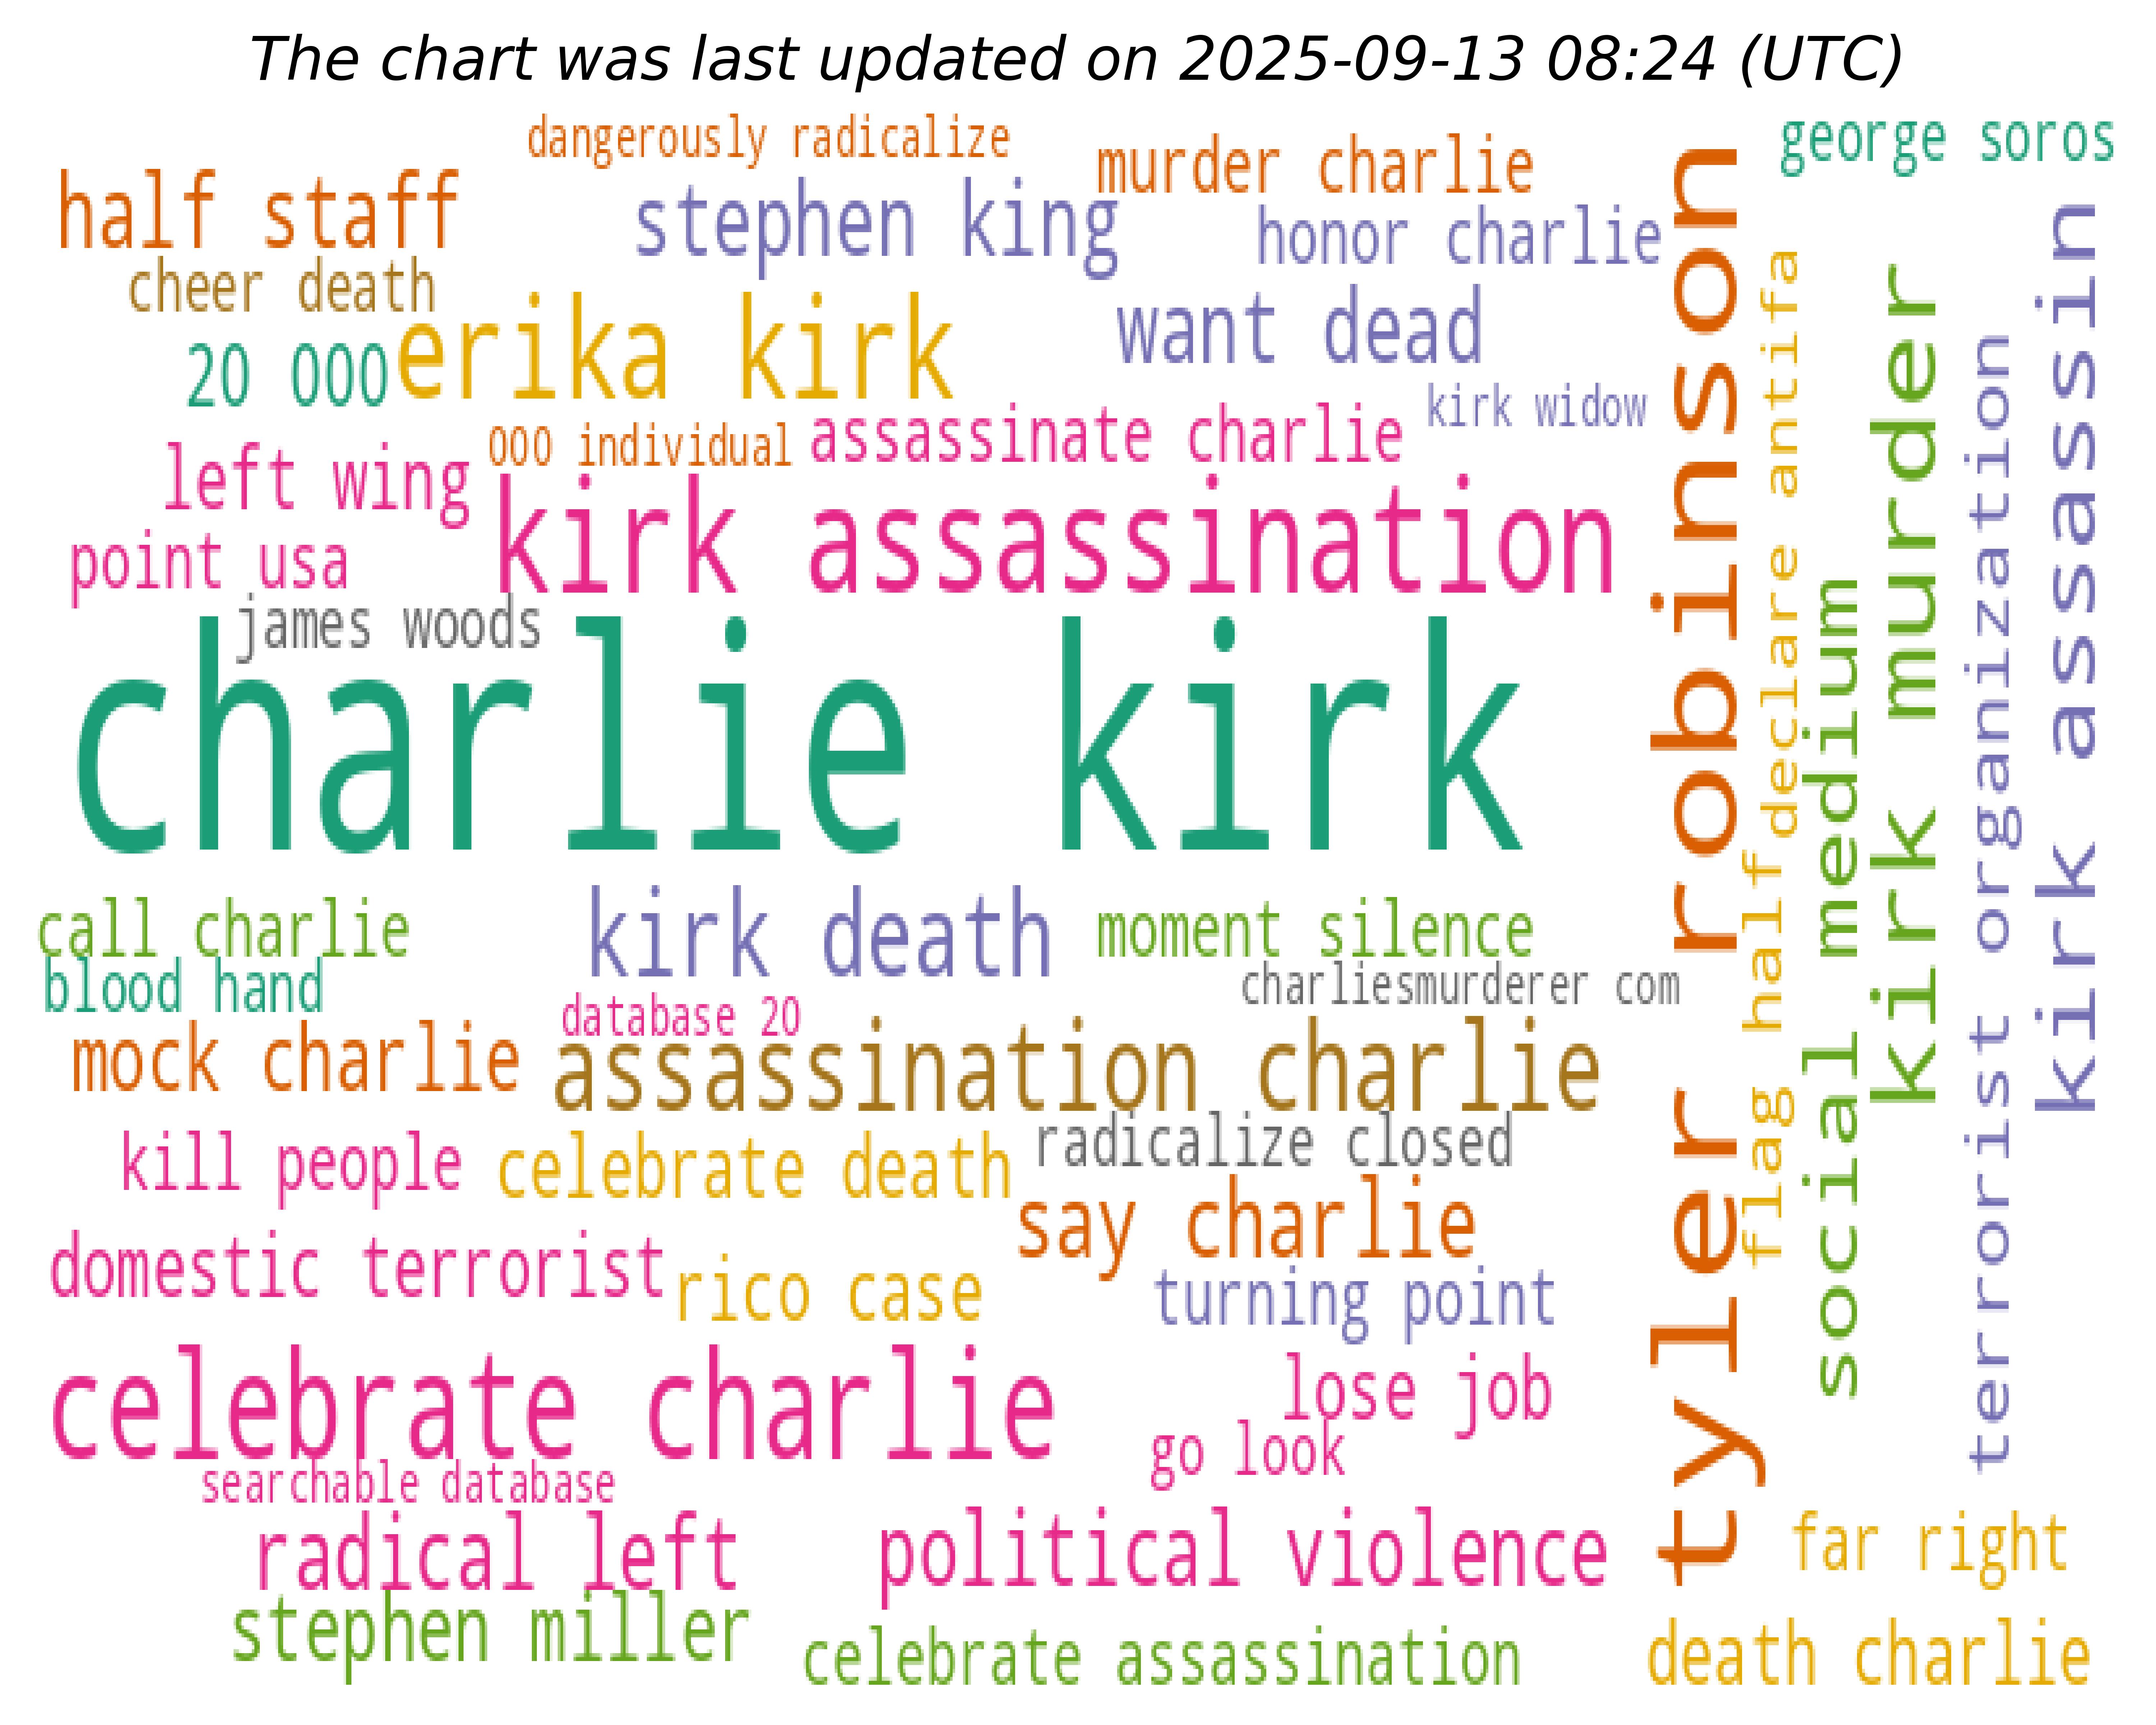 The chart was last updated on 2025-09-13 08:24 (UTC)
dangerously radicalize
george soros
murder charlie
half staff
stephen king
honor charlie
cheer death
want dead
erika kirk
20 000
kirk widow
assassinate charlie
000 individual
left wing
kirk assassination
point usa
james woods
charlie kirk
tyler robinson
declare antifa
flag half
social medium
kirk murder
terrorist organization
kirk assassin
call charlie
kirk death
moment silence
blood hand
charliesmurderer com
database 20
mock charlie
assassination charlie
radicalize closed
kill people
celebrate death
say charlie
domestic terrorist
rico case
turning point
celebrate charlie
lose job
go look
searchable database
radical left
political violence
far right
stephen miller
celebrate assassination
death charlie